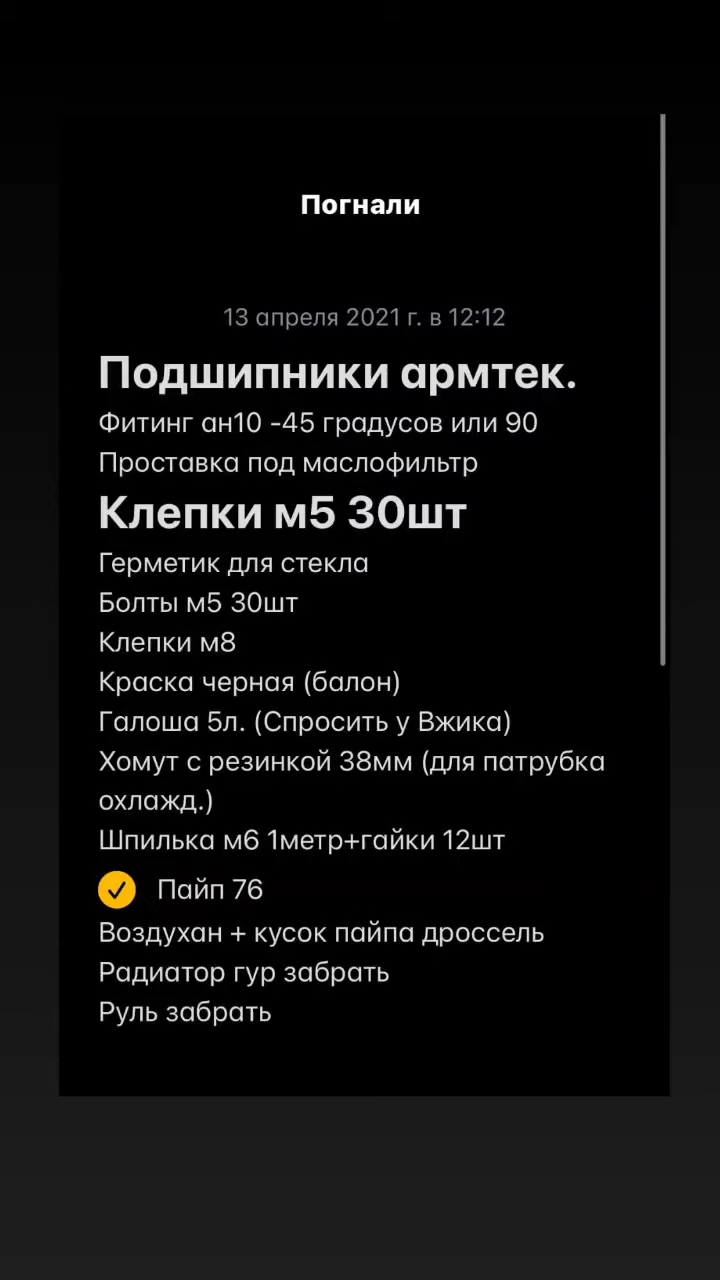 Погнали
13 апреля 2021 г. в 12:12
Подшипники армтек.
Фитинг ан10 -45 градусов или 90
Проставка под маслофильтр
Клепки м5 30шт
Герметик для стекла
Болты м5 30шт
Клепки м8
Краска черная (балон)
Галоша 5л. (Спросить у Вжика)
Хомут с резинкой 38мм (для патрубка
охлажд.)
Шпилька м6 1метр+гайки 12шт
Пайп 76
Воздухан + кусок пайпа дроссель
Радиатор гур забрать
Руль забрать